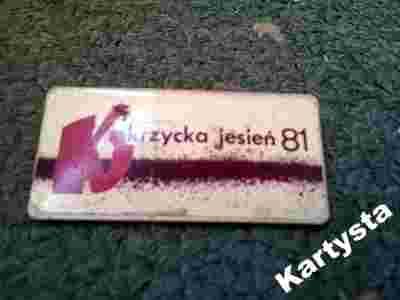 krzycka jesień 81
Kartysta